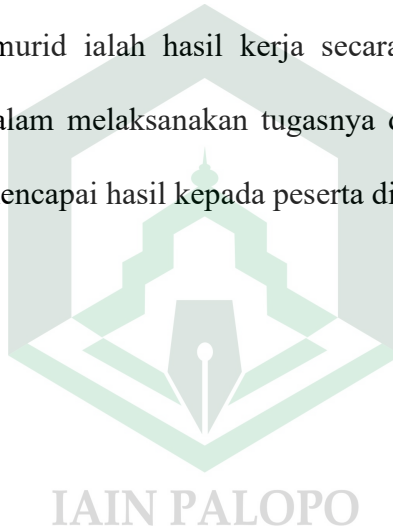 murid ialah hasil kerja secara
alam melaksanakan tugasnya
encapai hasil kepada peserta di
IAIN PALOPO